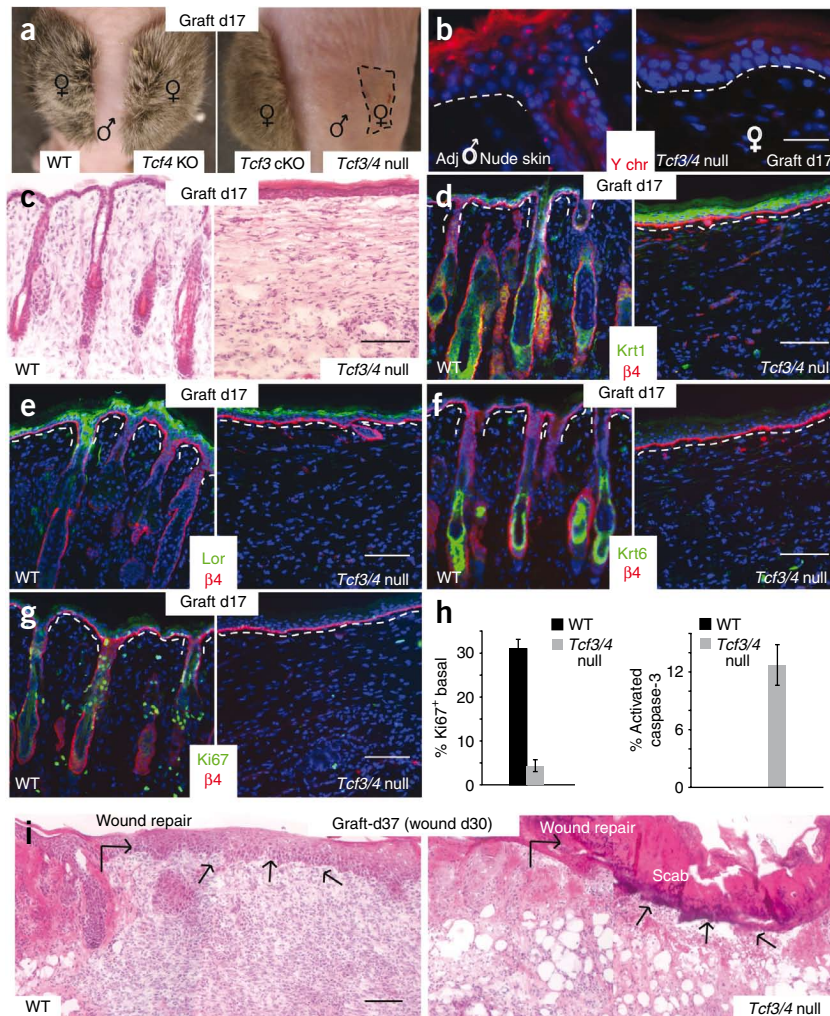 a
Graft d17
♀
♀
♂
WT
Tcf4 KO
♀
♂
♀
Tcf3 cKO
Tcf3/4 null
b
Adj ♂ Nude skin
Y chr
♀
Tcf3/4 null
Graft d17
c
Graft d17
WT
Tcf3/4 null
d
Graft d17
WT
Krt1
β4
Tcf3/4 null
e
Graft d17
WT
Lor
β4
Tcf3/4 null
f
Graft d17
WT
Krt6
β4
Tcf3/4 null
g
Graft d17
WT
Ki67
β4
Tcf3/4 null
h
WT
Tcf3/4
null
% Ki67+ basal
30
20
10
0
WT
Tcf3/4
null
% Activated
caspase-3
12
6
0
i
Wound repair
Graft-d37 (wound d30)
Wound repair
Scab
WT
Tcf3/4 null